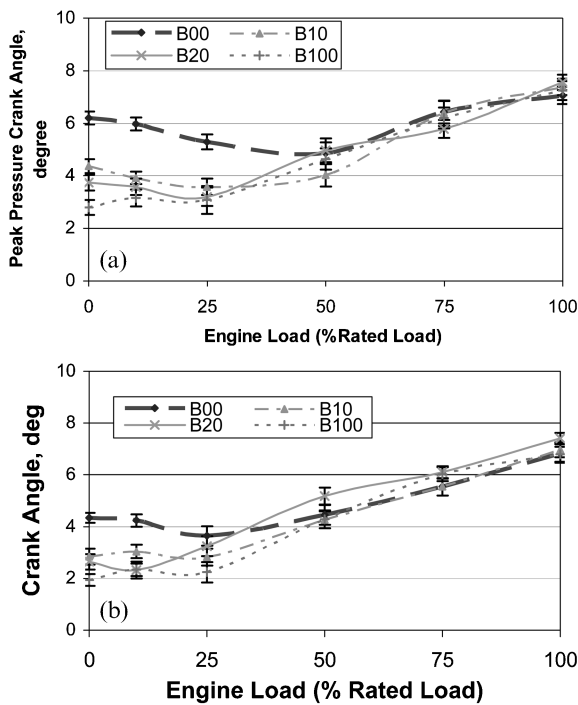 10
8
6
4
2
0
Peak Pressure Crank Angle,
degree
B00 B10
B20 B100
(a)
0 10 25 50 75 100
Engine Load (%Rated Load)
10
8
6
4
2
0
Crank Angle, deg
B00 B10
B20 B100
(b)
0 10 25 50 75 100
Engine Load (% Rated Load)